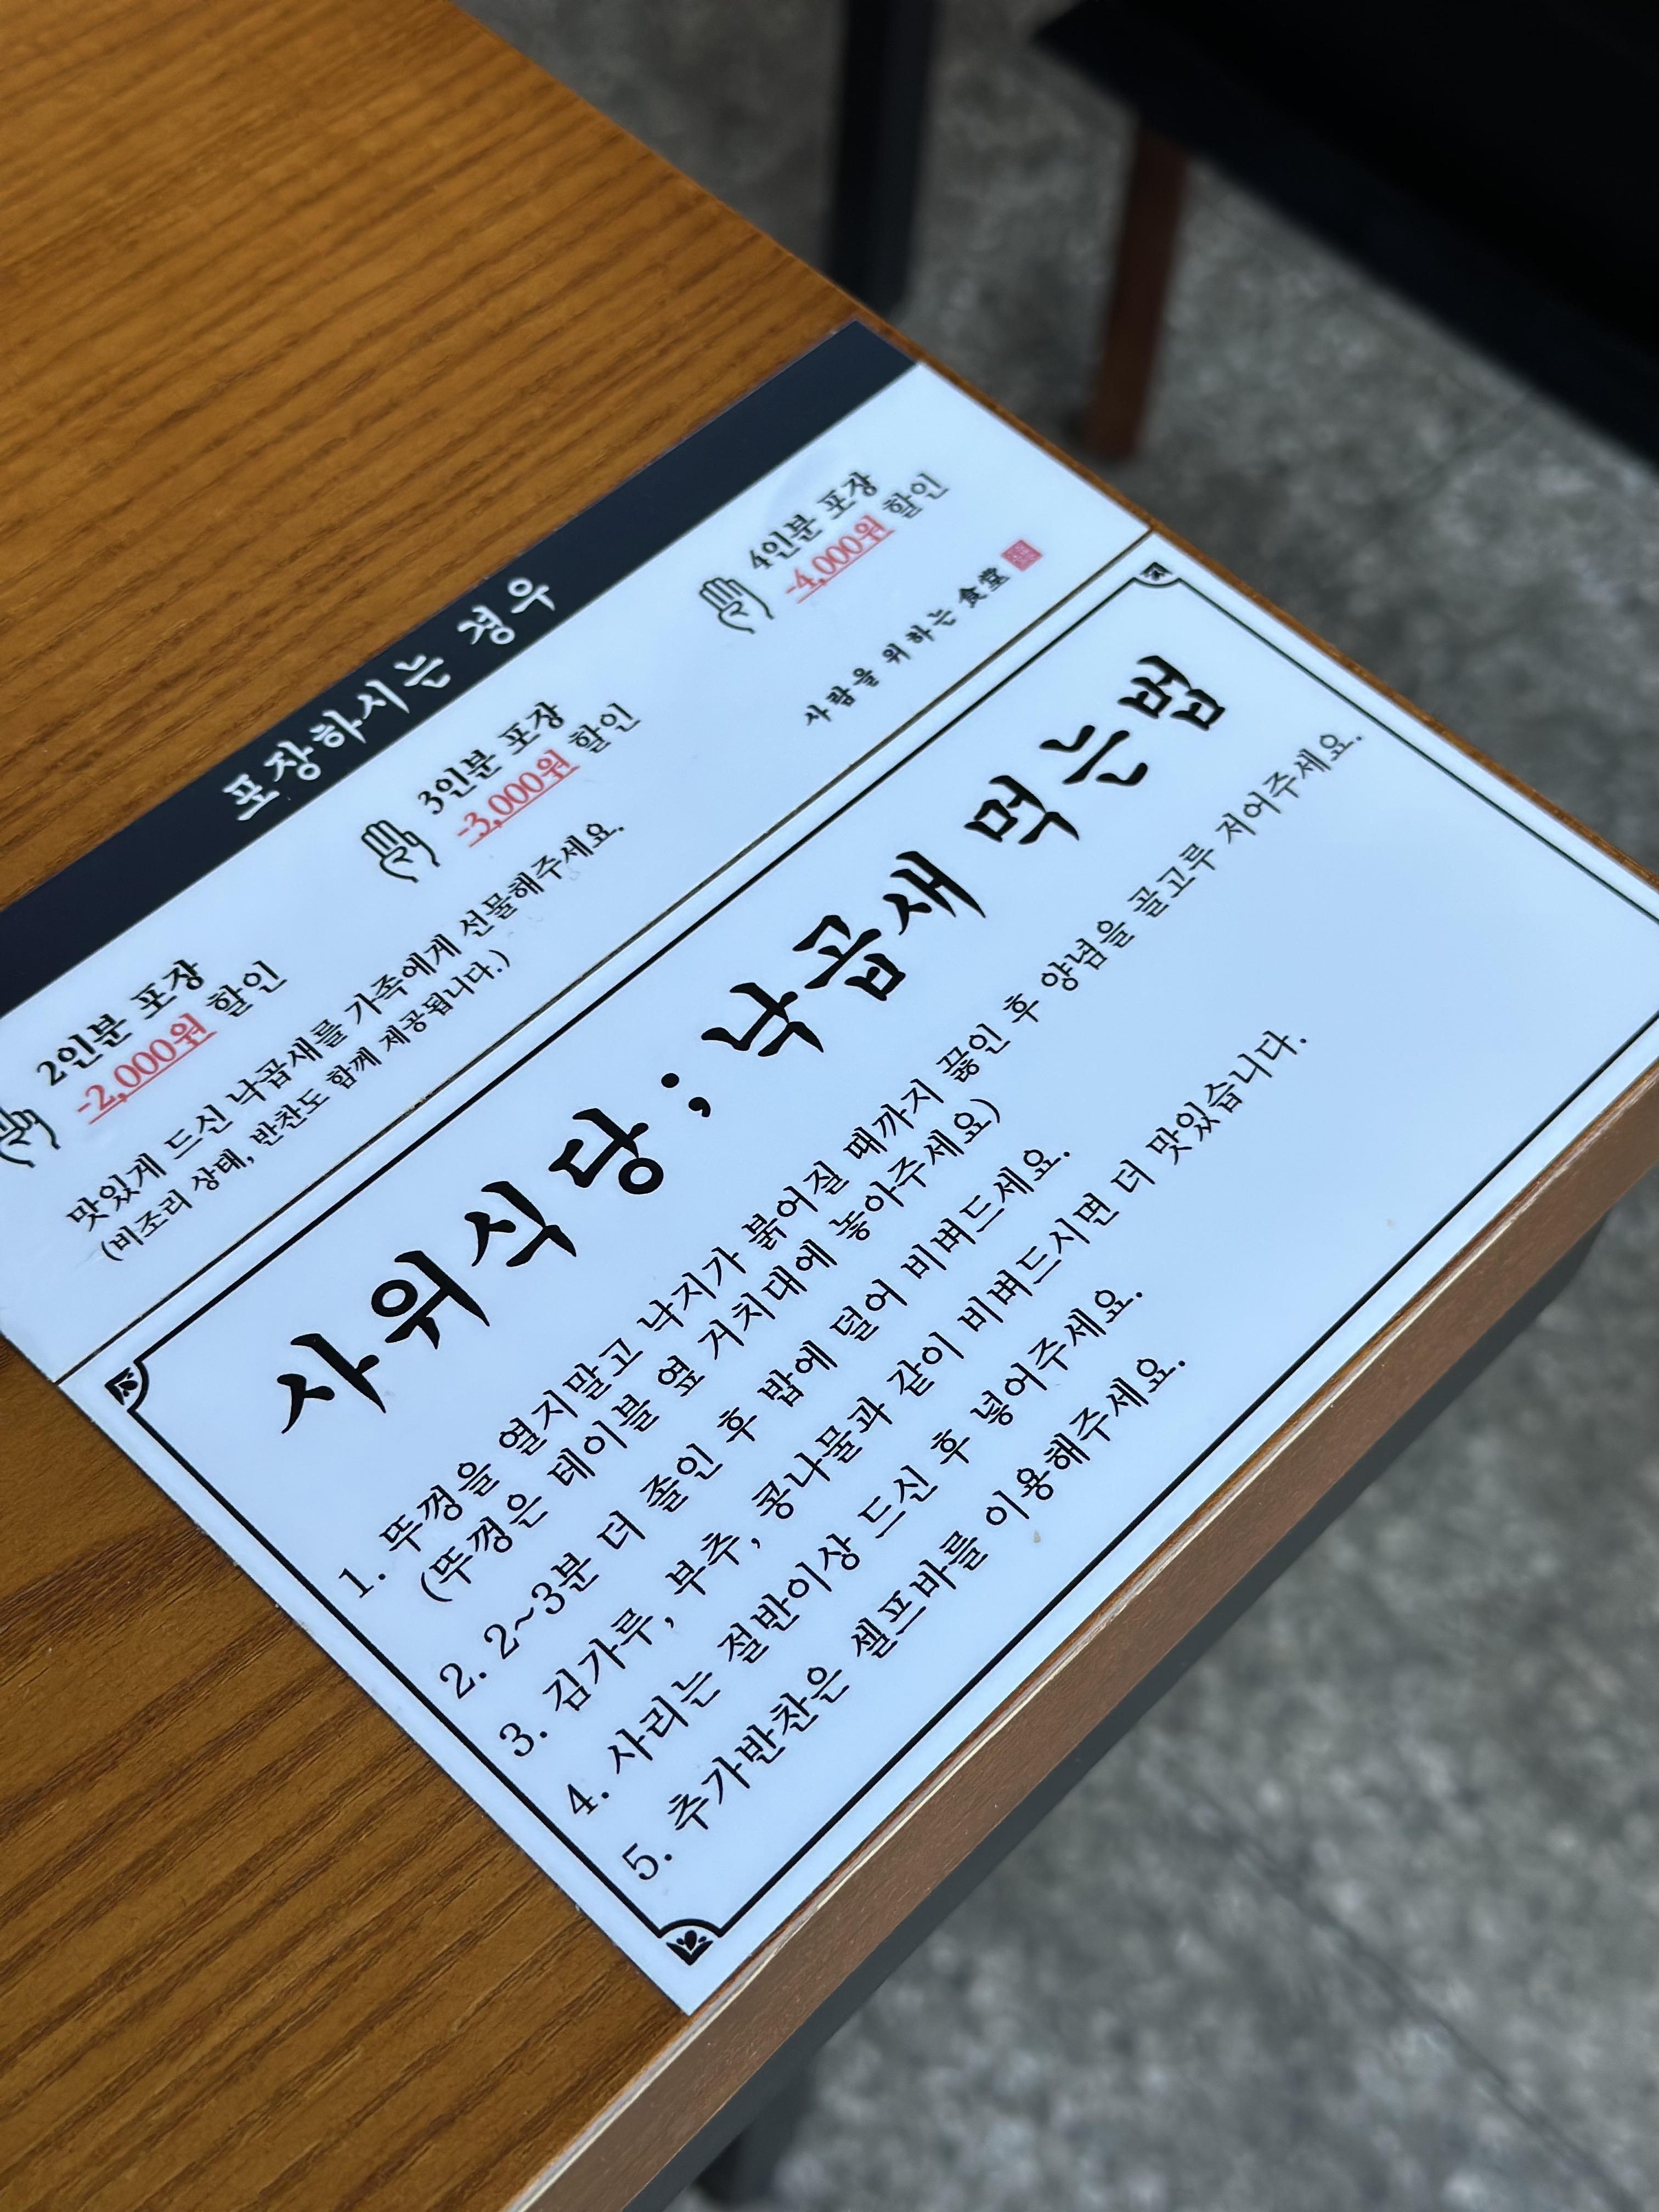 포장하시는 경우
2인분 포장
-2,000원 할인
3인분 포장
-3,000원 할인
4인분 포장
-4,000원 할인
맛있게 드신 낙곱새를 가족에게 선물해주세요.
(비조리 상태, 반찬도 함께 제공됩니다.)
사람을 위하는 食堂
사위식당 ; 낙곱새 먹는법
1. 뚜껑을 열지말고 낙지가 붉어질 때까지 끓인 후 양념을 골고루 저어주세요.
(뚜껑은 테이블 옆 거치대에 놓아주세요)
2. 2~3분 더 졸인 후 밥에 덜어 비벼드세요.
3. 김가루, 부추, 콩나물과 같이 비벼드시면 더 맛있습니다.
4. 사리는 절반이상 드신 후 넣어주세요.
5. 추가반찬은 셀프바를 이용해주세요.